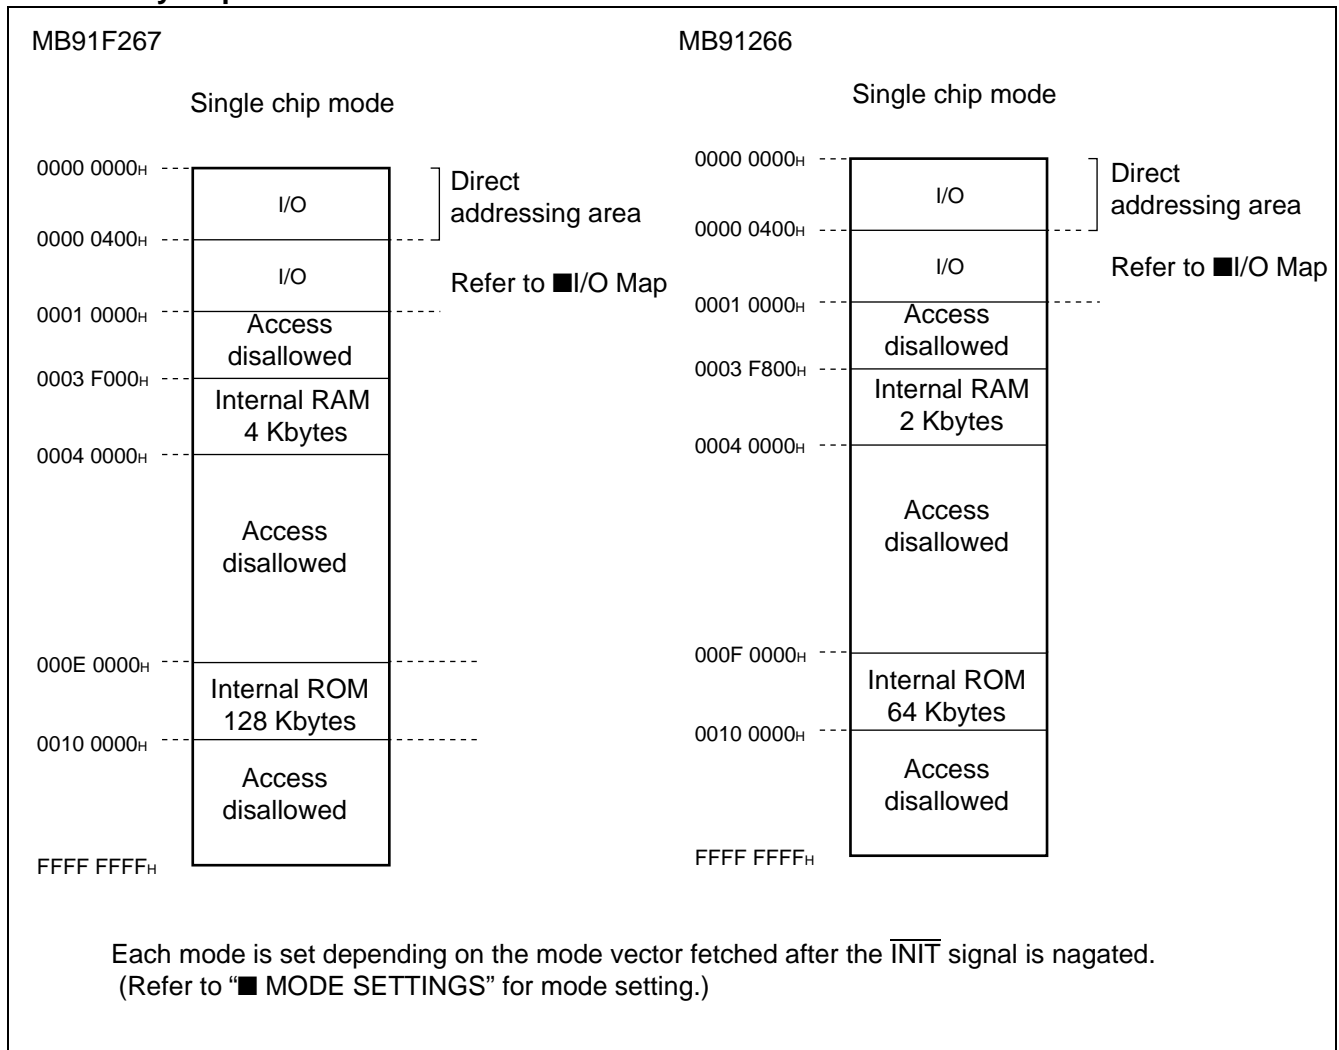 MB91F267
Single chip mode
0000 0000H
I/O
Direct
addressing area
0000 0400H
I/O
Refer to ■I/O Map
0001 0000H
Access
disallowed
0003 F000H
Internal RAM
4 Kbytes
0004 0000H
Access
disallowed
000E 0000H
Internal ROM
128 Kbytes
0010 0000H
Access
disallowed
FFFF FFFFH
MB91266
Single chip mode
0000 0000H
I/O
Direct
addressing area
0000 0400H
I/O
Refer to ■I/O Map
0001 0000H
Access
disallowed
0003 F800H
Internal RAM
2 Kbytes
0004 0000H
Access
disallowed
000F 0000H
Internal ROM
64 Kbytes
0010 0000H
Access
disallowed
FFFF FFFFH
Each mode is set depending on the mode vector fetched after the INIT signal is nagated.
(Refer to “■ MODE SETTINGS” for mode setting.)